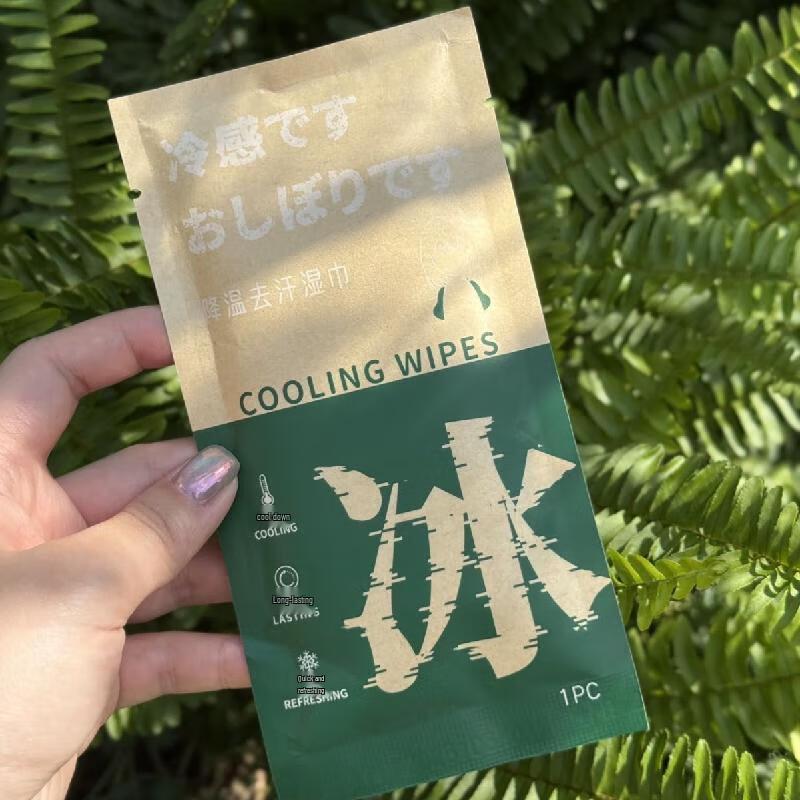 冷感です
おしぼりです
降温去汗湿巾
COOLING WIPES
冰
cool down
COOLING
Long-lasting
LASTING
Quick and
refreshing
REFRESHING
1PC